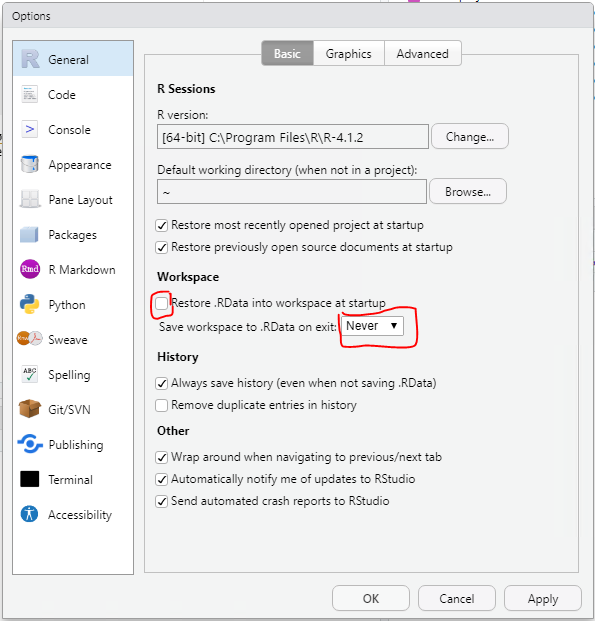 Options
General
Code
Console
Appearance
Pane Layout
Packages
R Markdown
Python
Sweave
Spelling
Git/SVN
Publishing
Terminal
Accessibility
Basic Graphics Advanced
R Sessions
R version:
[64-bit] C:\Program Files\R\R-4.1.2 Change...
Default working directory (when not in a project):
~ Browse...
Restore most recently opened project at startup
Restore previously open source documents at startup
Workspace
Restore .RData into workspace at startup
Save workspace to .RData on exit: Never
History
Always save history (even when not saving .RData)
Remove duplicate entries in history
Other
Wrap around when navigating to previous/next tab
Automatically notify me of updates to RStudio
Send automated crash reports to RStudio
OK Cancel Apply